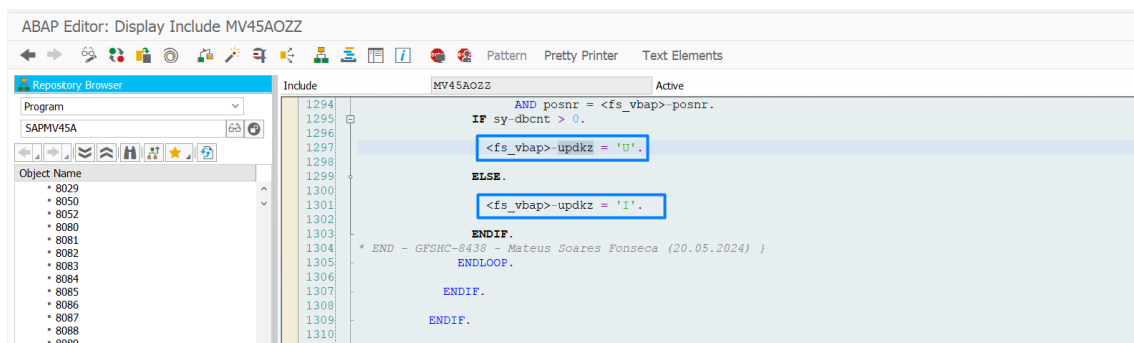 ABAP Editor: Display Include MV45AOZZ
Pattern Pretty Printer Text Elements
Repository Browser
Program
SAPMV45A
Object Name
8029
8050
8052
8080
8081
8082
8083
8084
8085
8086
8087
8088
Include MV45AOZZ Active
1294 AND posnr = <fs_vbap>-posnr.
1295 IF sy-dbcnt > 0.
1296
1297 <fs_vbap>-updkz = 'U'.
1298
1299 ELSE.
1300
1301 <fs_vbap>-updkz = 'I'.
1302
1303 ENDIF.
1304 * END - GFSHC-8438 - Mateus Soares Fonseca (20.05.2024) }
1305 ENDLOOP.
1306
1307 ENDIF.
1308
1309 ENDIF.
1310